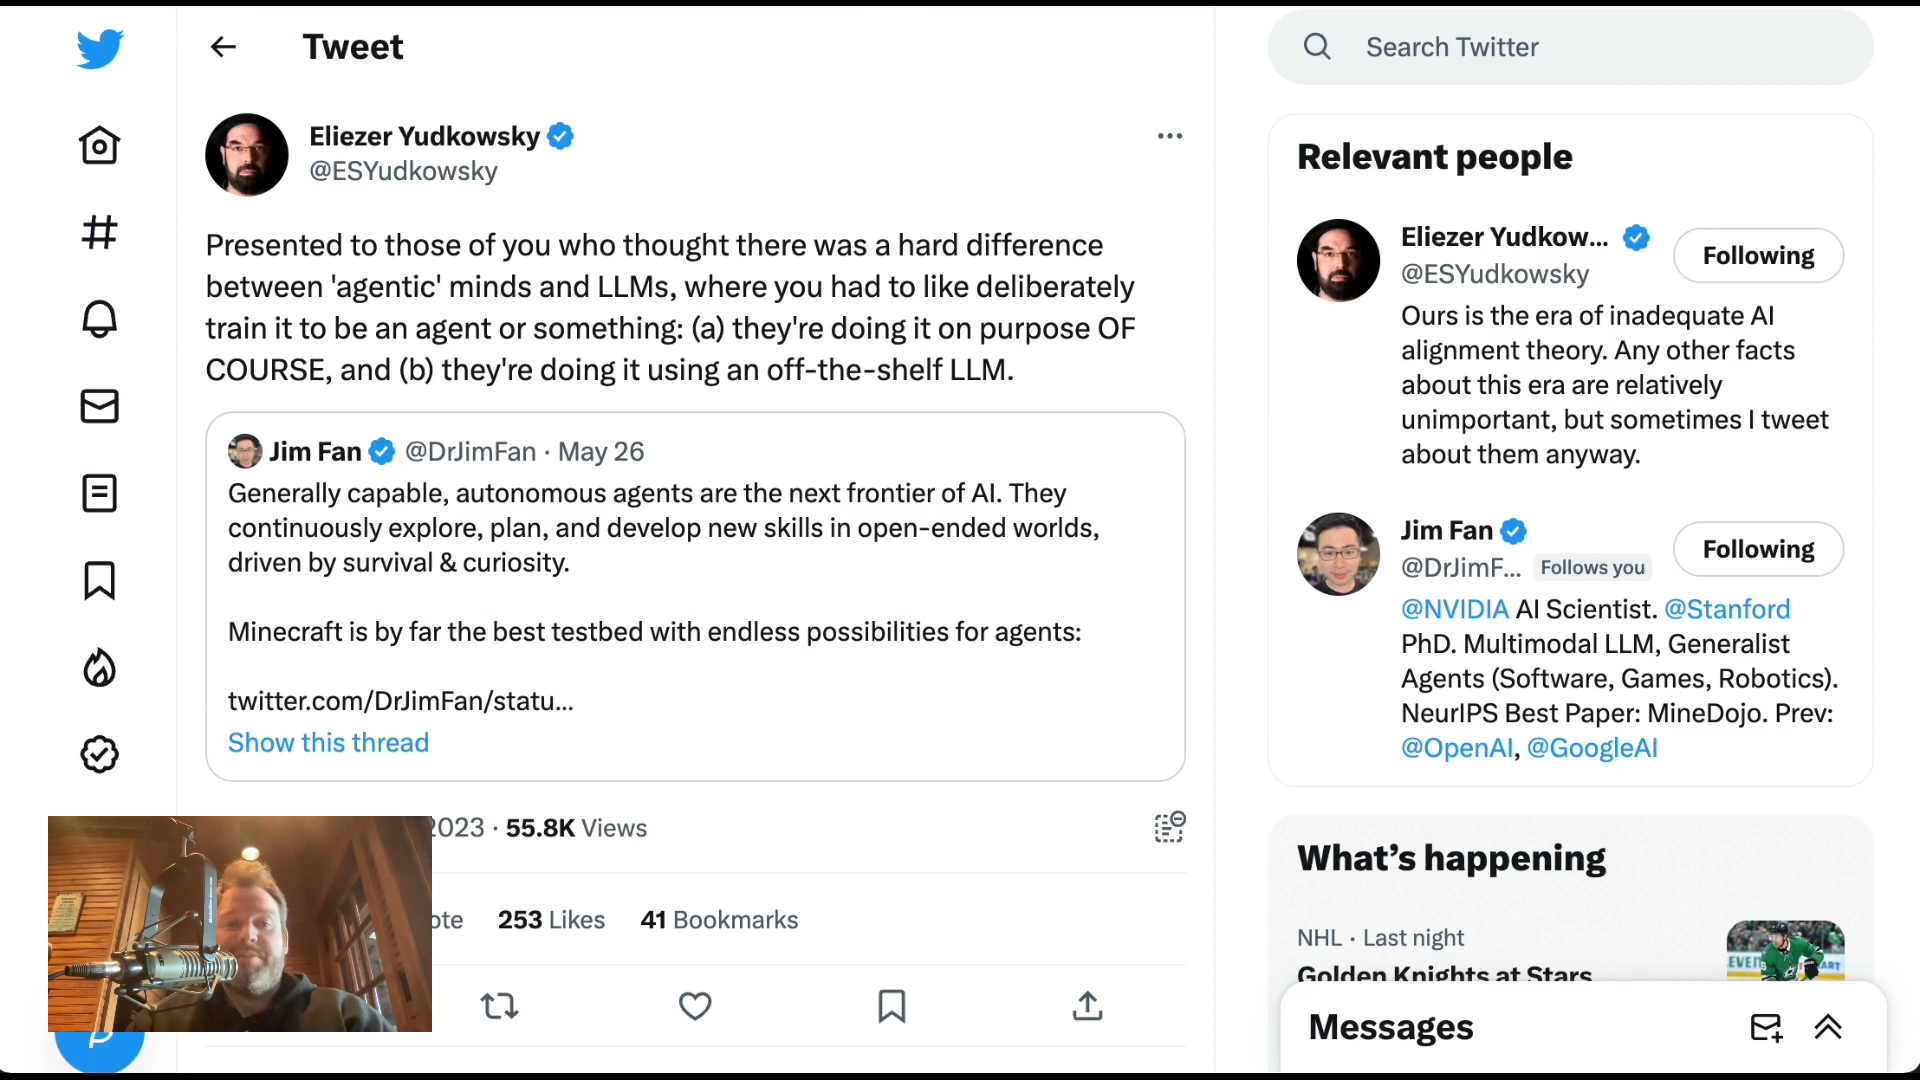 Tweet
Search Twitter
Eliezer Yudkowsky
@ESYudkowsky
Presented to those of you who thought there was a hard difference
between 'agentic' minds and LLMs, where you had to like deliberately
train it to be an agent or something: (a) they're doing it on purpose OF
COURSE, and (b) they're doing it using an off-the-shelf LLM.
Jim Fan @DrJimFan · May 26
Generally capable, autonomous agents are the next frontier of AI. They
continuously explore, plan, and develop new skills in open-ended worlds,
driven by survival & curiosity.
Minecraft is by far the best testbed with endless possibilities for agents:
twitter.com/DrJimFan/statu...
Show this thread
2023 · 55.8K Views
253 Likes 41 Bookmarks
Relevant people
Eliezer Yudkow...
@ESYudkowsky
Following
Ours is the era of inadequate AI
alignment theory. Any other facts
about this era are relatively
unimportant, but sometimes I tweet
about them anyway.
Jim Fan
@DrJimF... Follows you
Following
@NVIDIA AI Scientist. @Stanford
PhD. Multimodal LLM, Generalist
Agents (Software, Games, Robotics).
NeurIPS Best Paper: MineDojo. Prev:
@OpenAI, @GoogleAI
What's happening
NHL · Last night
Golden Knights at Stars
Messages